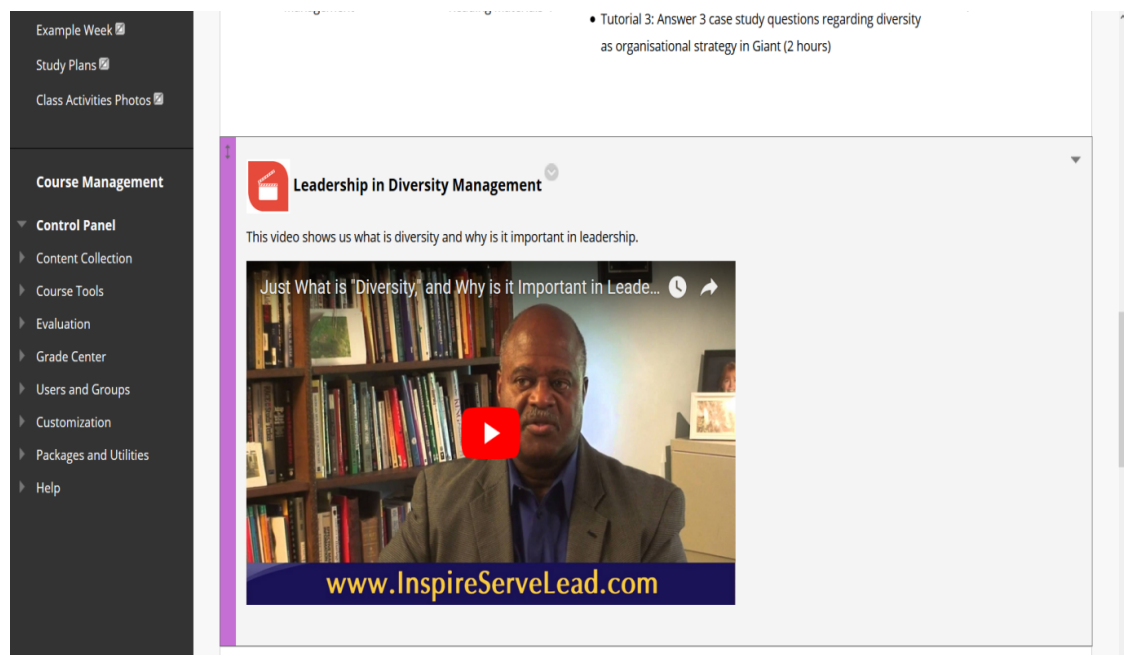 • Tutorial 3: Answer 3 case study questions regarding diversity
as organisational strategy in Giant (2 hours)
Example Week
Study Plans
Class Activities Photos
Course Management
Control Panel
Content Collection
Course Tools
Evaluation
Grade Center
Users and Groups
Customization
Packages and Utilities
Help
Leadership in Diversity Management
This video shows us what is diversity and why is it important in leadership.
Just What is "Diversity," and Why is it Important in Leade...
www.InspireServeLead.com